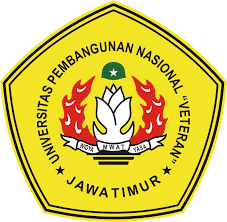 UNIVERSITAS PEMBANGUNAN NASIONAL "VETERAN"
WIDYA MWAT YASA
JAWA TIMUR